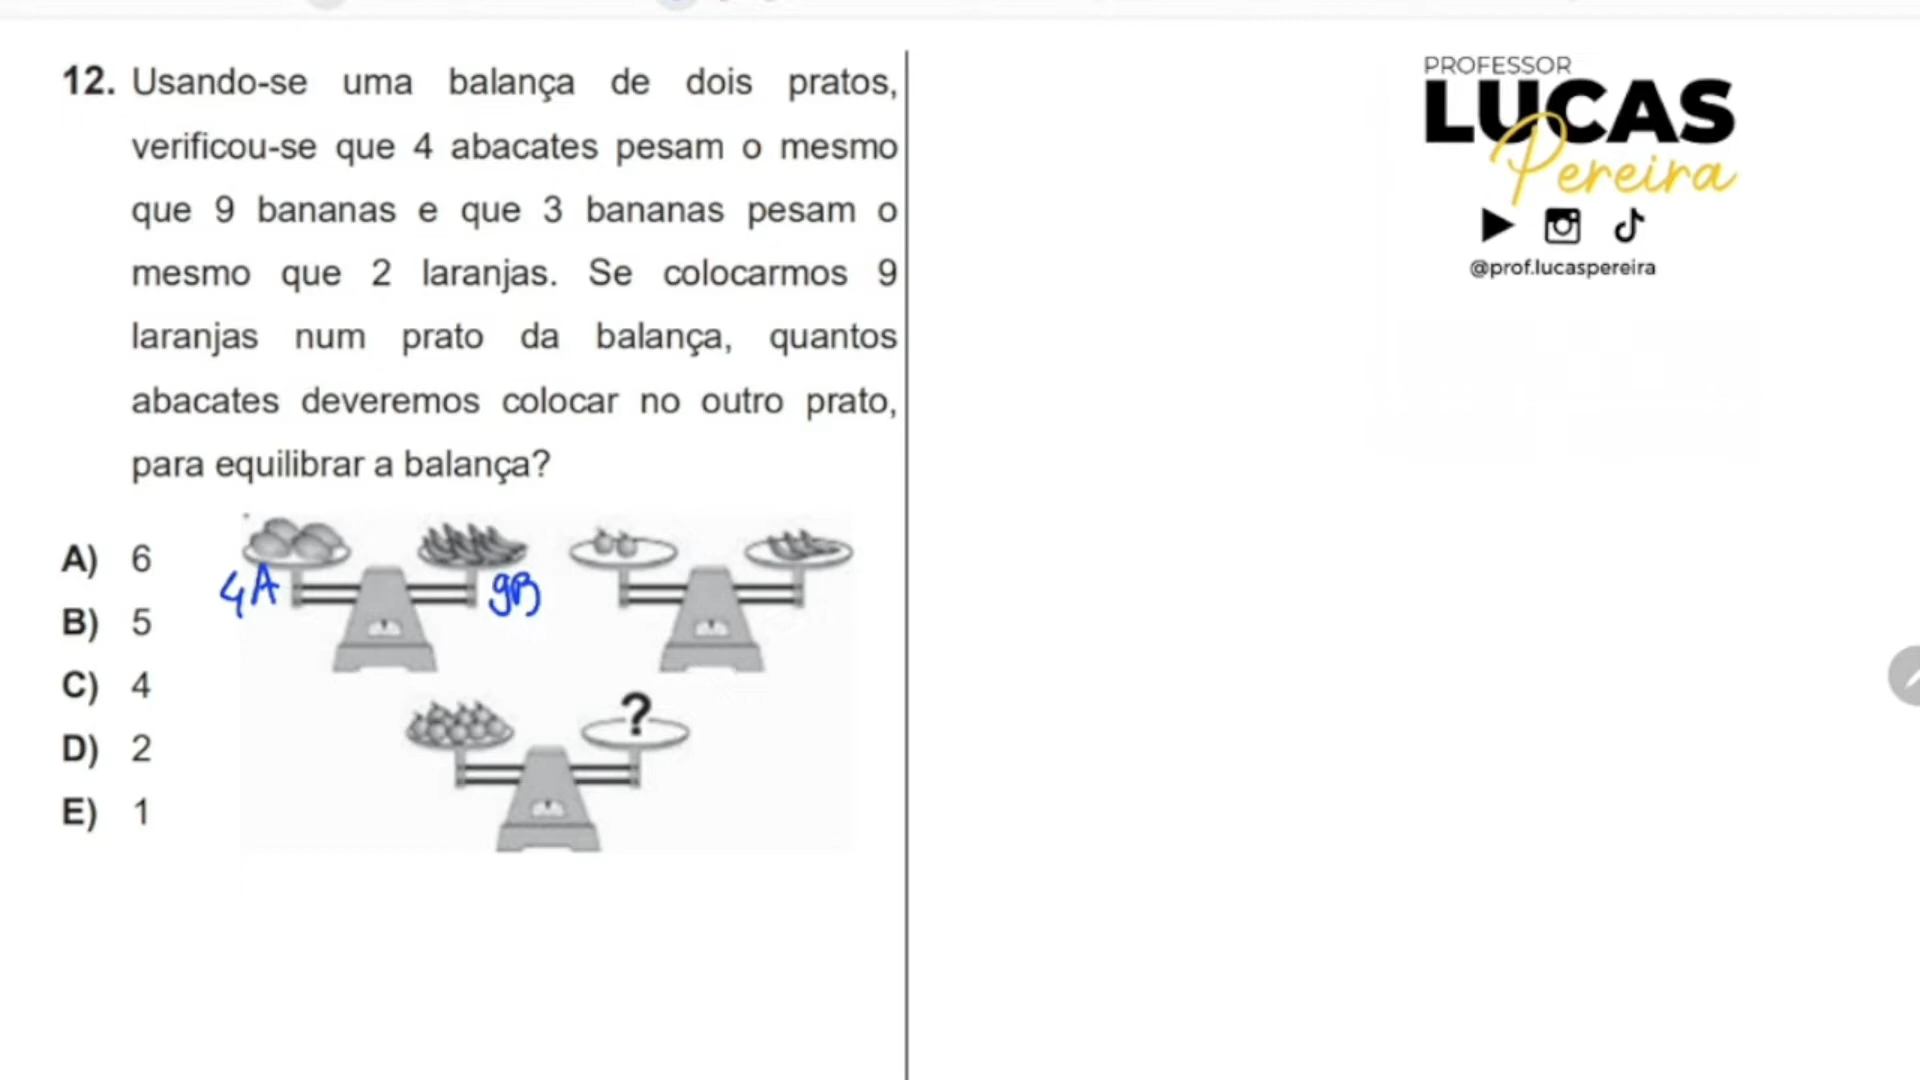 12. Usando-se uma balança de dois pratos,
verificou-se que 4 abacates pesam o mesmo
que 9 bananas e que 3 bananas pesam o
mesmo que 2 laranjas. Se colocarmos 9
laranjas num prato da balança, quantos
abacates deveremos colocar no outro prato,
para equilibrar a balança?
A) 6
B) 5
C) 4
D) 2
E) 1
4A
9B
?
PROFESSOR
LUCAS
Pereira
@prof.lucaspereira